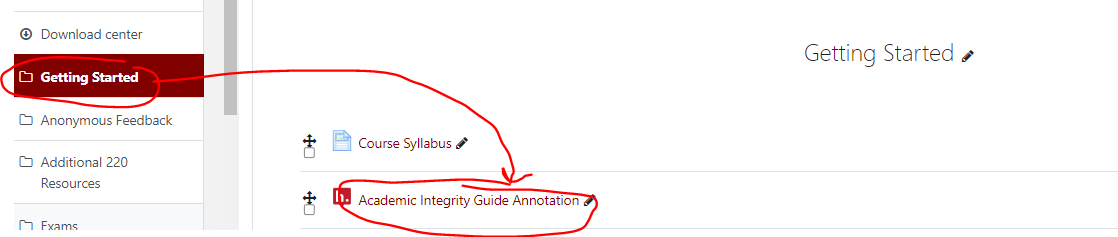 Download center
Getting Started
Anonymous Feedback
Additional 220
Resources
Exams
Getting Started
Course Syllabus
h.
Academic Integrity Guide Annotation